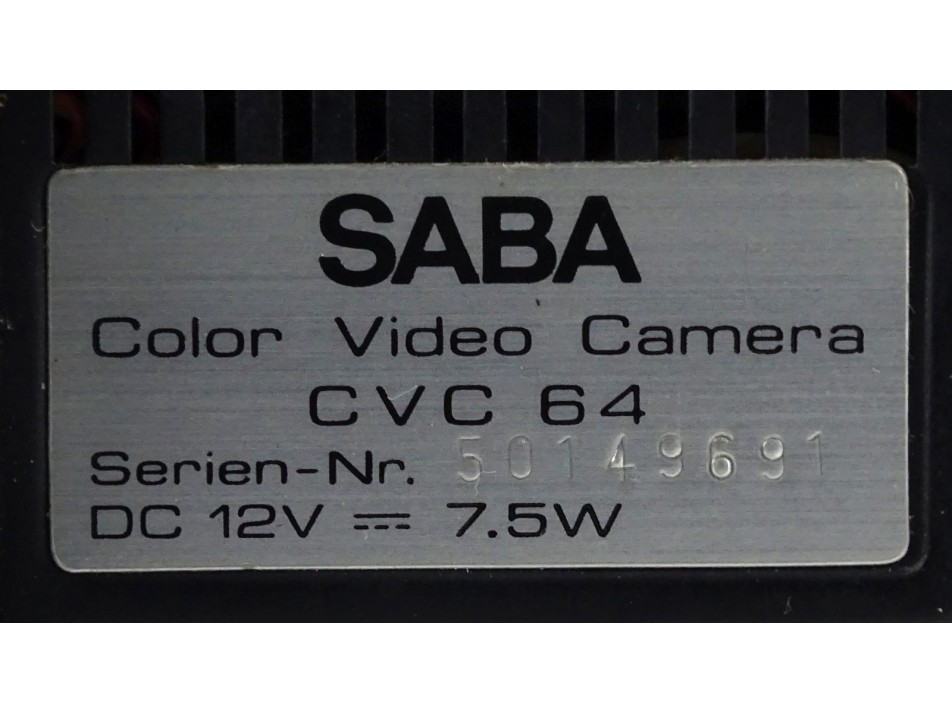 SABA
Color Video Camera
CVC 64
Serien-Nr. 50149691
DC 12V ⎓ 7.5W